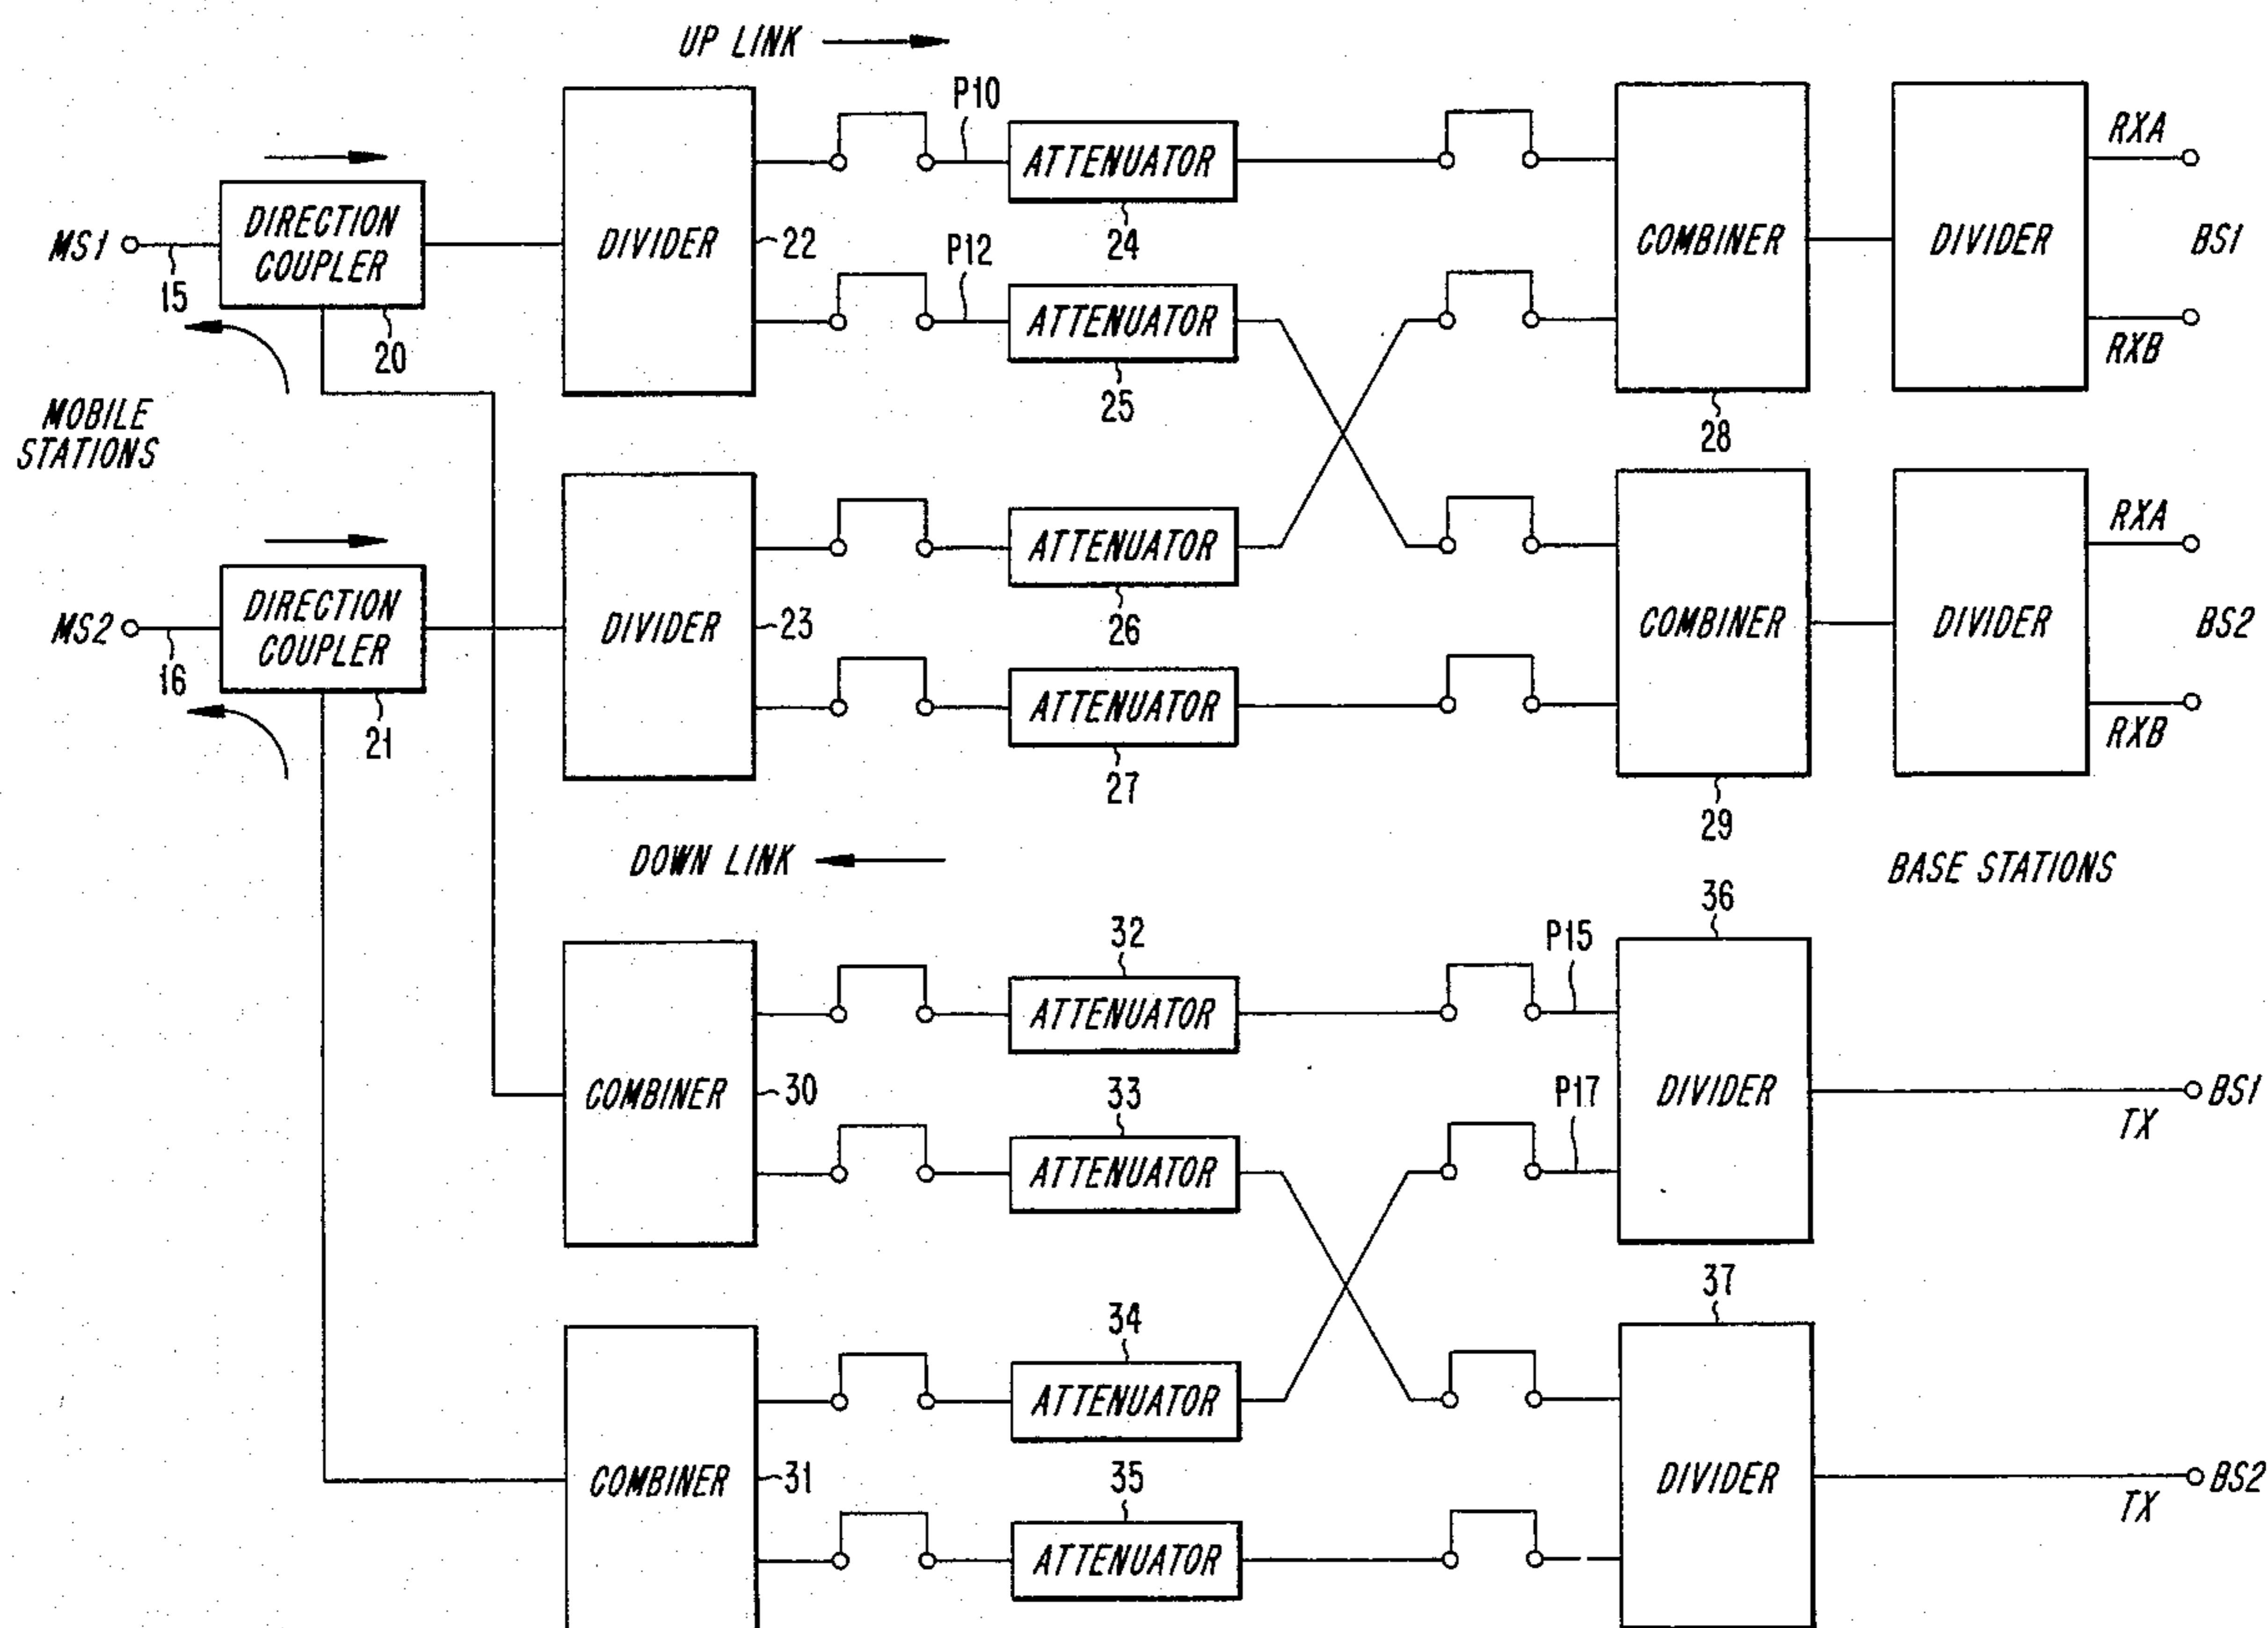 UP LINK
P10
ATTENUATOR
24
P12
ATTENUATOR
25
MS1
15
DIRECTION
COUPLER
20
DIVIDER
22
COMBINER
28
DIVIDER
RXA
BS1
RXB
MOBILE
STATIONS
MS2
16
DIRECTION
COUPLER
21
DIVIDER
23
ATTENUATOR
26
ATTENUATOR
27
COMBINER
29
DIVIDER
RXA
BS2
RXB
DOWN LINK
BASE STATIONS
COMBINER
30
32
ATTENUATOR
33
ATTENUATOR
P15
P17
36
DIVIDER
BS1
TX
COMBINER
31
34
ATTENUATOR
35
ATTENUATOR
37
DIVIDER
BS2
TX